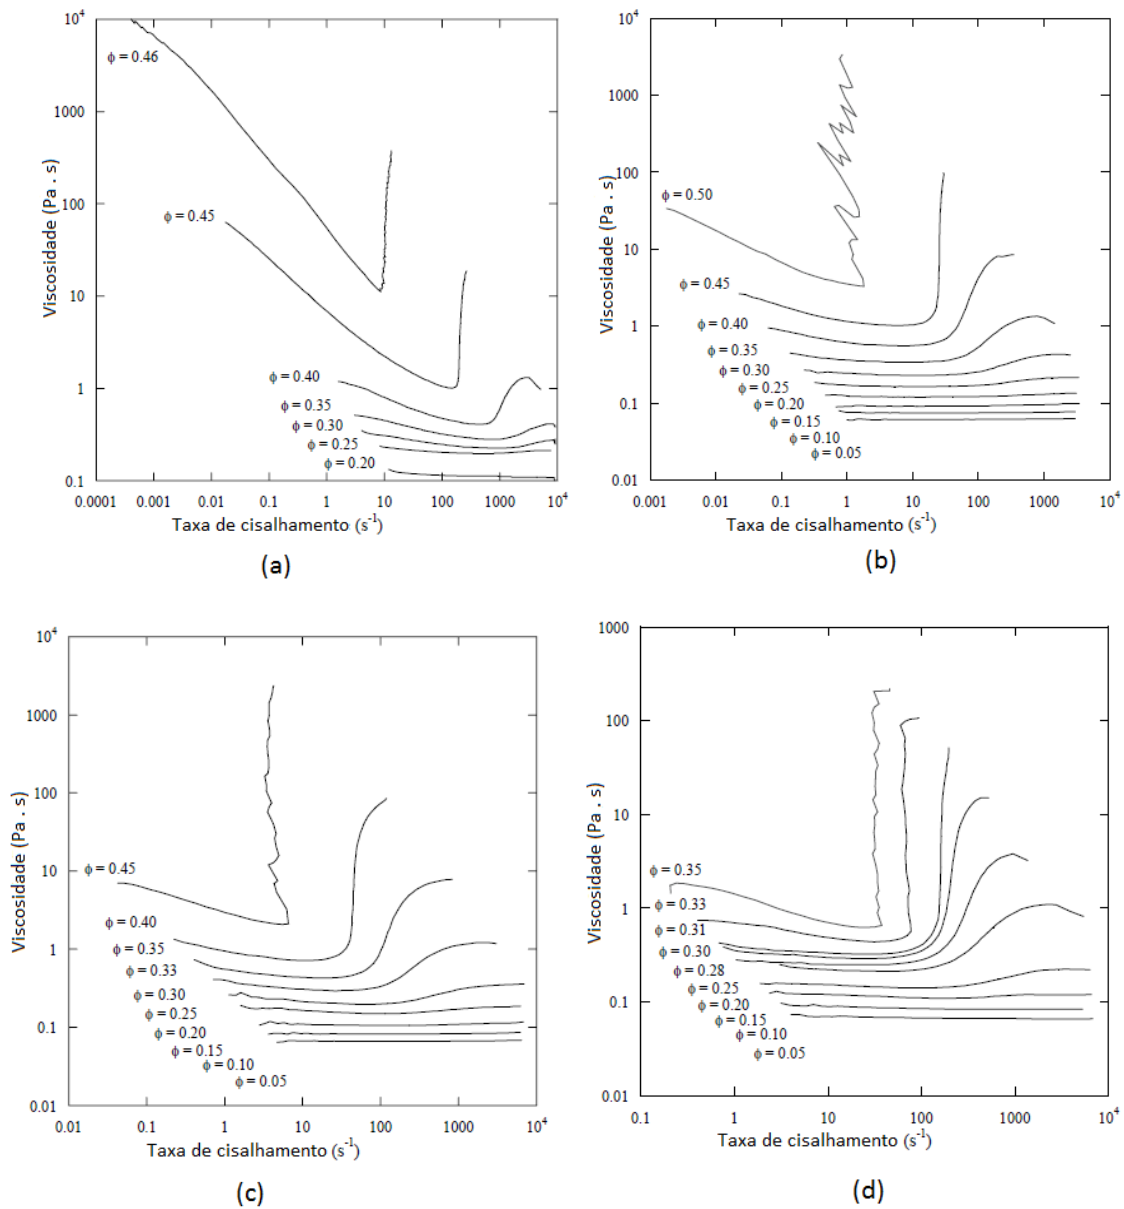 10⁴
1000
100
10
1
0.1
Viscosidade (Pa . s)
ϕ = 0.46
ϕ = 0.45
ϕ = 0.40
ϕ = 0.35
ϕ = 0.30
ϕ = 0.25
ϕ = 0.20
0.0001 0.001 0.01 0.1 1 10 100 1000 10⁴
Taxa de cisalhamento (s⁻¹)
(a)
10⁴
1000
100
10
1
0.1
0.01
Viscosidade (Pa . s)
ϕ = 0.50
ϕ = 0.45
ϕ = 0.40
ϕ = 0.35
ϕ = 0.30
ϕ = 0.25
ϕ = 0.20
ϕ = 0.15
ϕ = 0.10
ϕ = 0.05
0.001 0.01 0.1 1 10 100 1000 10⁴
Taxa de cisalhamento (s⁻¹)
(b)
10⁴
1000
100
10
1
0.1
0.01
Viscosidade (Pa . s)
ϕ = 0.45
ϕ = 0.40
ϕ = 0.35
ϕ = 0.33
ϕ = 0.30
ϕ = 0.25
ϕ = 0.20
ϕ = 0.15
ϕ = 0.10
ϕ = 0.05
0.01 0.1 1 10 100 1000 10⁴
Taxa de cisalhamento (s⁻¹)
(c)
1000
100
10
1
0.1
0.01
Viscosidade (Pa . s)
ϕ = 0.35
ϕ = 0.33
ϕ = 0.31
ϕ = 0.30
ϕ = 0.28
ϕ = 0.25
ϕ = 0.20
ϕ = 0.15
ϕ = 0.10
ϕ = 0.05
0.1 1 10 100 1000 10⁴
Taxa de cisalhamento (s⁻¹)
(d)